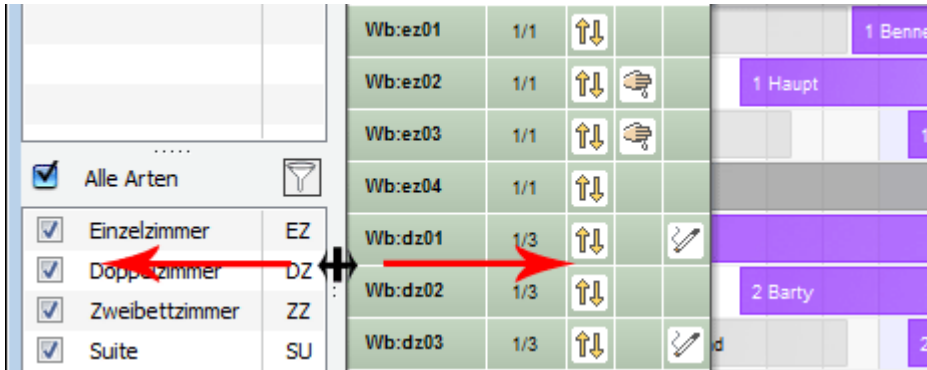 Wb:ez01 1/1 1 Benne
Wb:ez02 1/1 1 Haupt
Wb:ez03 1/1 1
Alle Arten
Wb:ez04 1/1
Einzelzimmer EZ
Wb:dz01 1/3
Doppelzimmer DZ
Wb:dz02 1/3 2 Barty
Zweibettzimmer ZZ
Wb:dz03 1/3 d 2
Suite SU